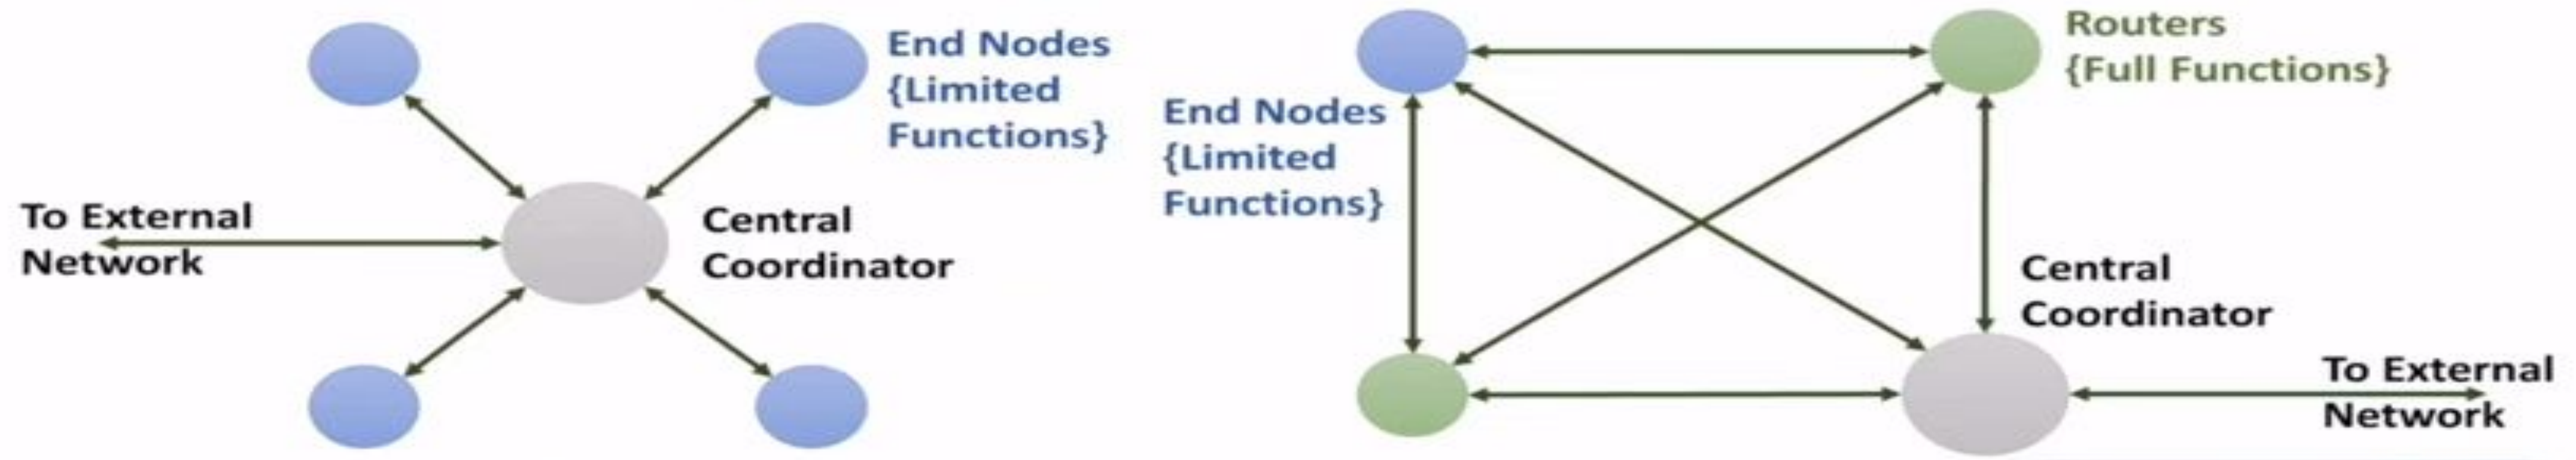 End Nodes
{Limited
Functions}
To External
Network
Central
Coordinator
Routers
{Full Functions}
End Nodes
{Limited
Functions}
Central
Coordinator
To External
Network